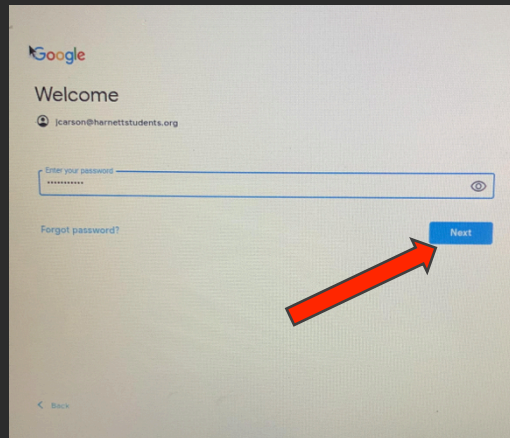 Google
Welcome
jcarson@harnettstudents.org
Enter your password
•••••••••••
Forgot password?
Next
Back